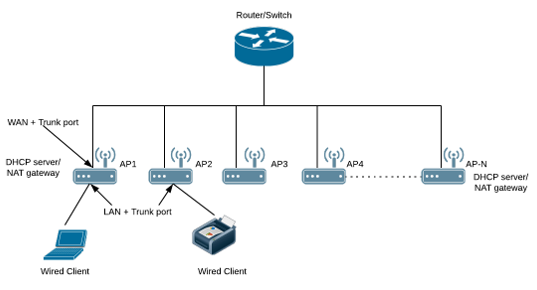 Router/Switch
WAN + Trunk port
AP1
AP2
AP3
AP4
AP-N
DHCP server/
NAT gateway
DHCP server/
NAT gateway
LAN + Trunk port
Wired Client
Wired Client